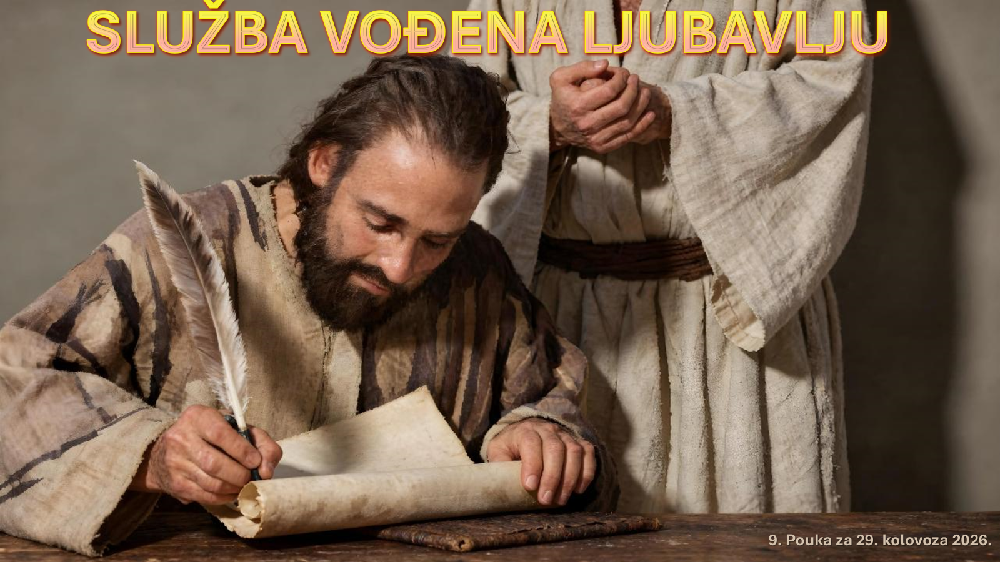 SLUŽBA VOĐENA LJUBAVLJU
9. Pouka za 29. kolovoza 2026.